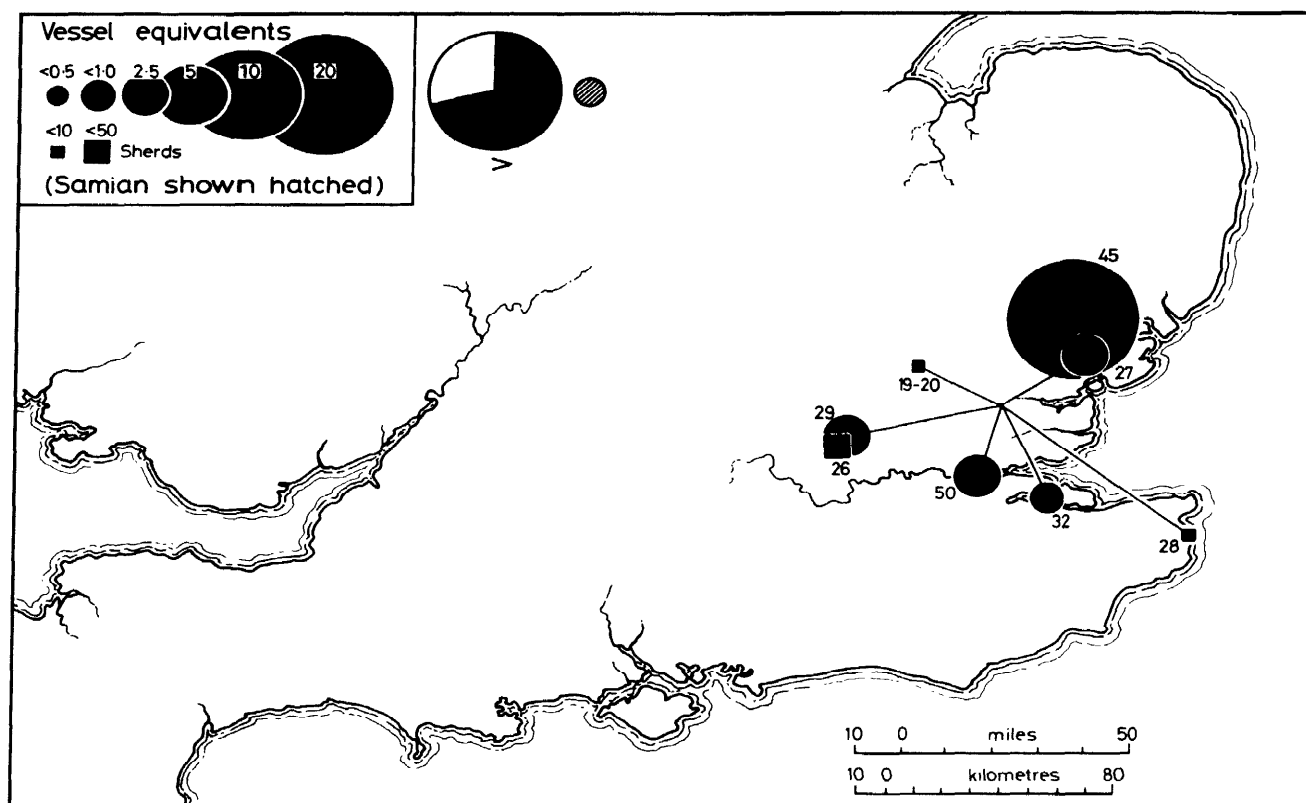 Vessel equivalents
<0·5 <1·0 2·5 5 10 20
<10 <50 Sherds
(Samian shown hatched)
>
45
27
19-20
29
26
50
32
28
10 0 miles 50
10 0 kilometres 80